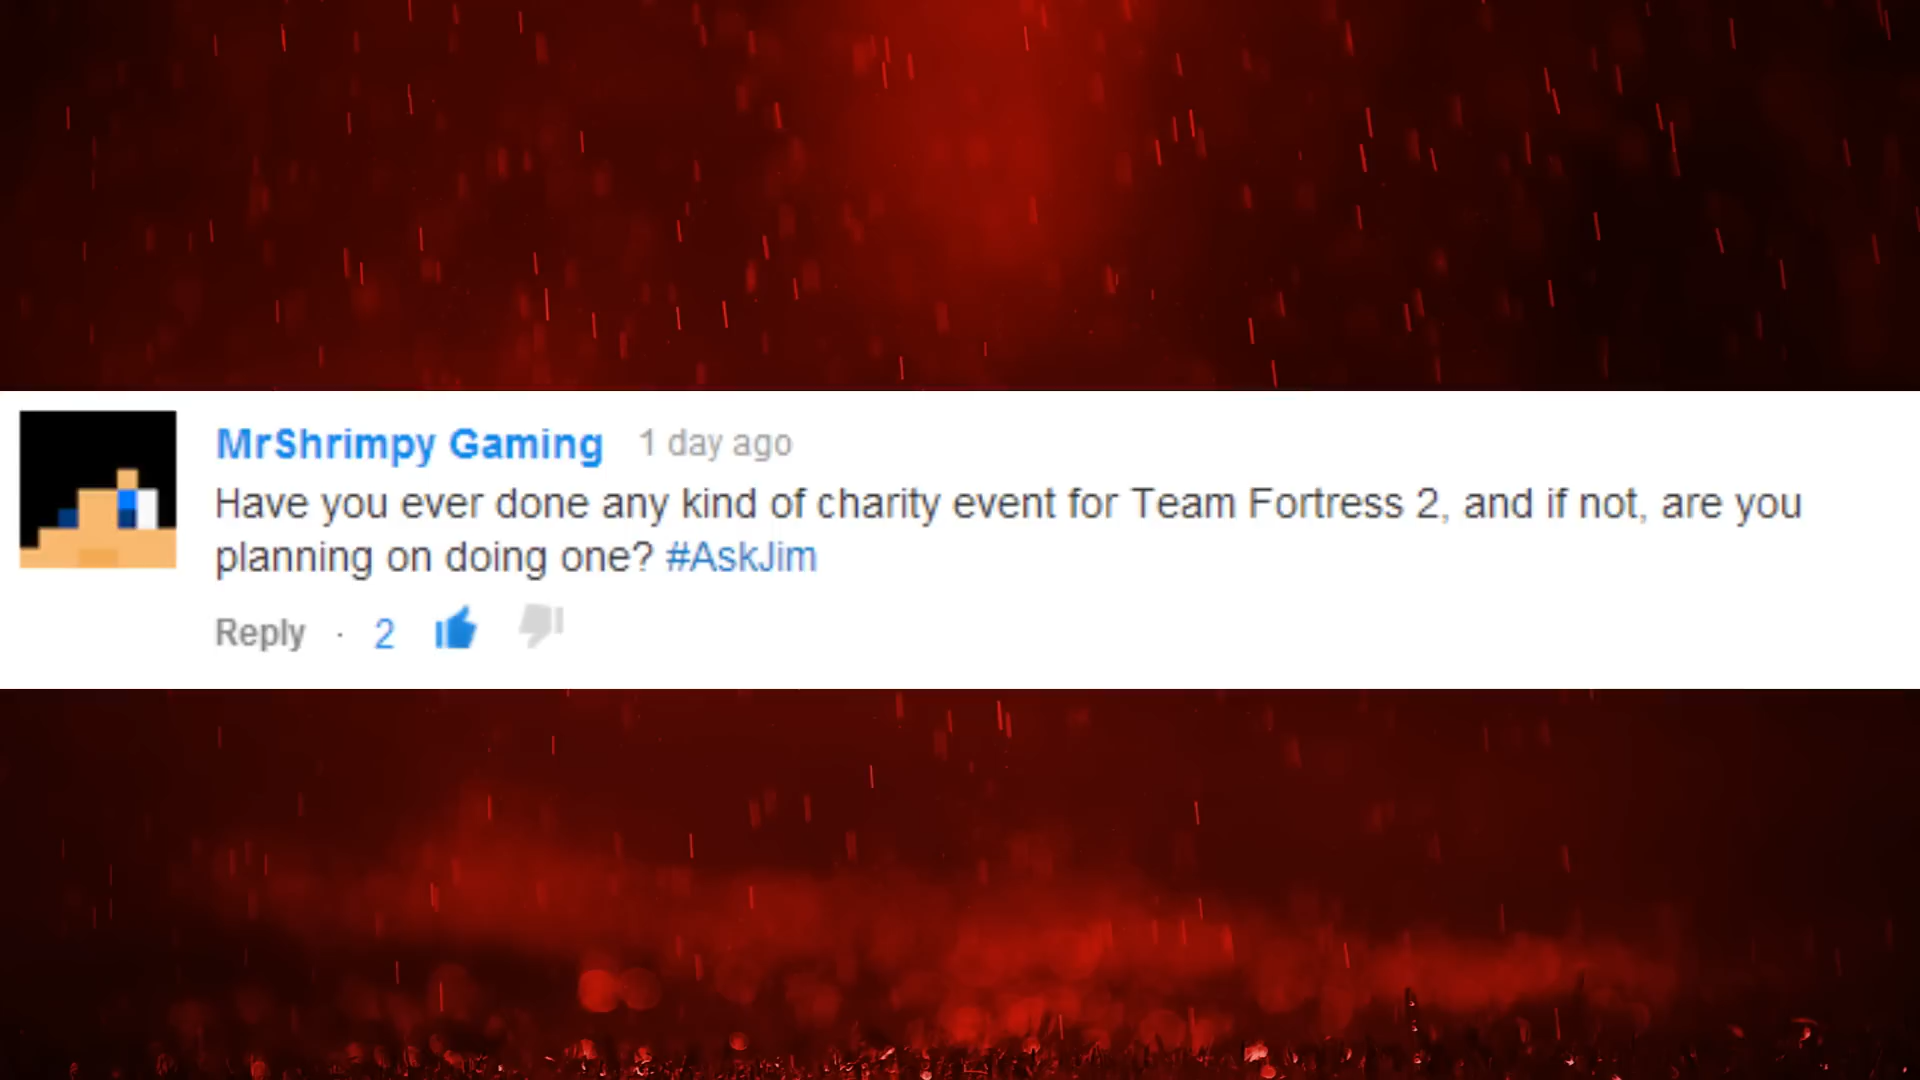 MrShrimpy Gaming 1 day ago
Have you ever done any kind of charity event for Team Fortress 2, and if not, are you
planning on doing one? #AskJim
Reply · 2